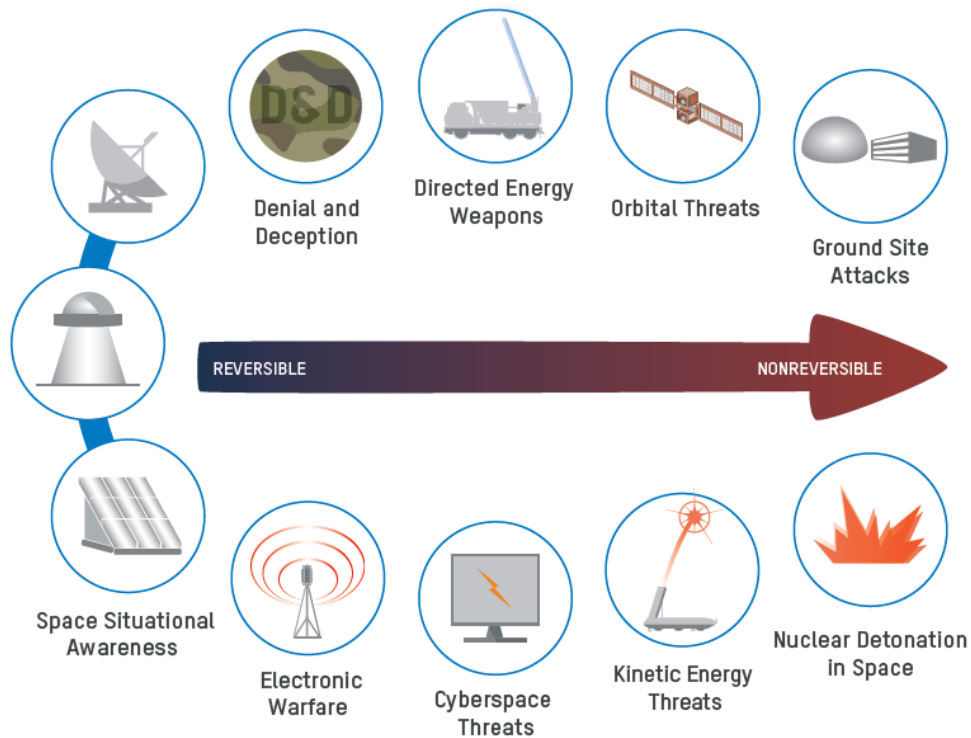 D&D
Denial and
Deception
Directed Energy
Weapons
Orbital Threats
Ground Site
Attacks
REVERSIBLE
NONREVERSIBLE
Space Situational
Awareness
Electronic
Warfare
Cyberspace
Threats
Kinetic Energy
Threats
Nuclear Detonation
in Space